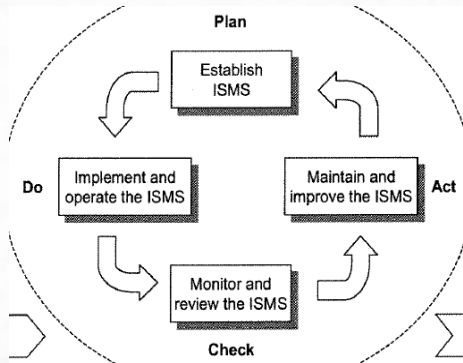 Plan
Establish
ISMS
Do
Implement and
operate the ISMS
Maintain and
improve the ISMS
Act
Monitor and
review the ISMS
Check